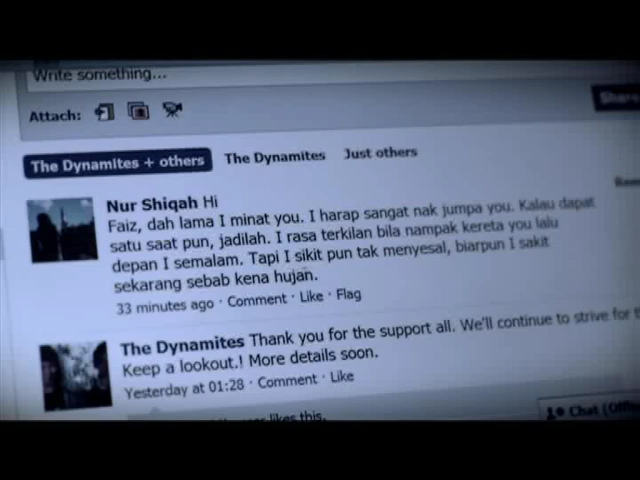 Write something...
Attach:
Share
The Dynamites + others The Dynamites Just others
Nur Shiqah Hi
Faiz, dah lama I minat you. I harap sangat nak jumpa you. Kalau dapat
satu saat pun, jadilah. I rasa terkilan bila nampak kereta you lalu
depan I semalam. Tapi I sikit pun tak menyesal, biarpun I sakit
sekarang sebab kena hujan.
33 minutes ago · Comment · Like · Flag
The Dynamites Thank you for the support all. We'll continue to strive for
Keep a lookout.! More details soon.
Yesterday at 01:28 · Comment · Like
likes this.
Chat